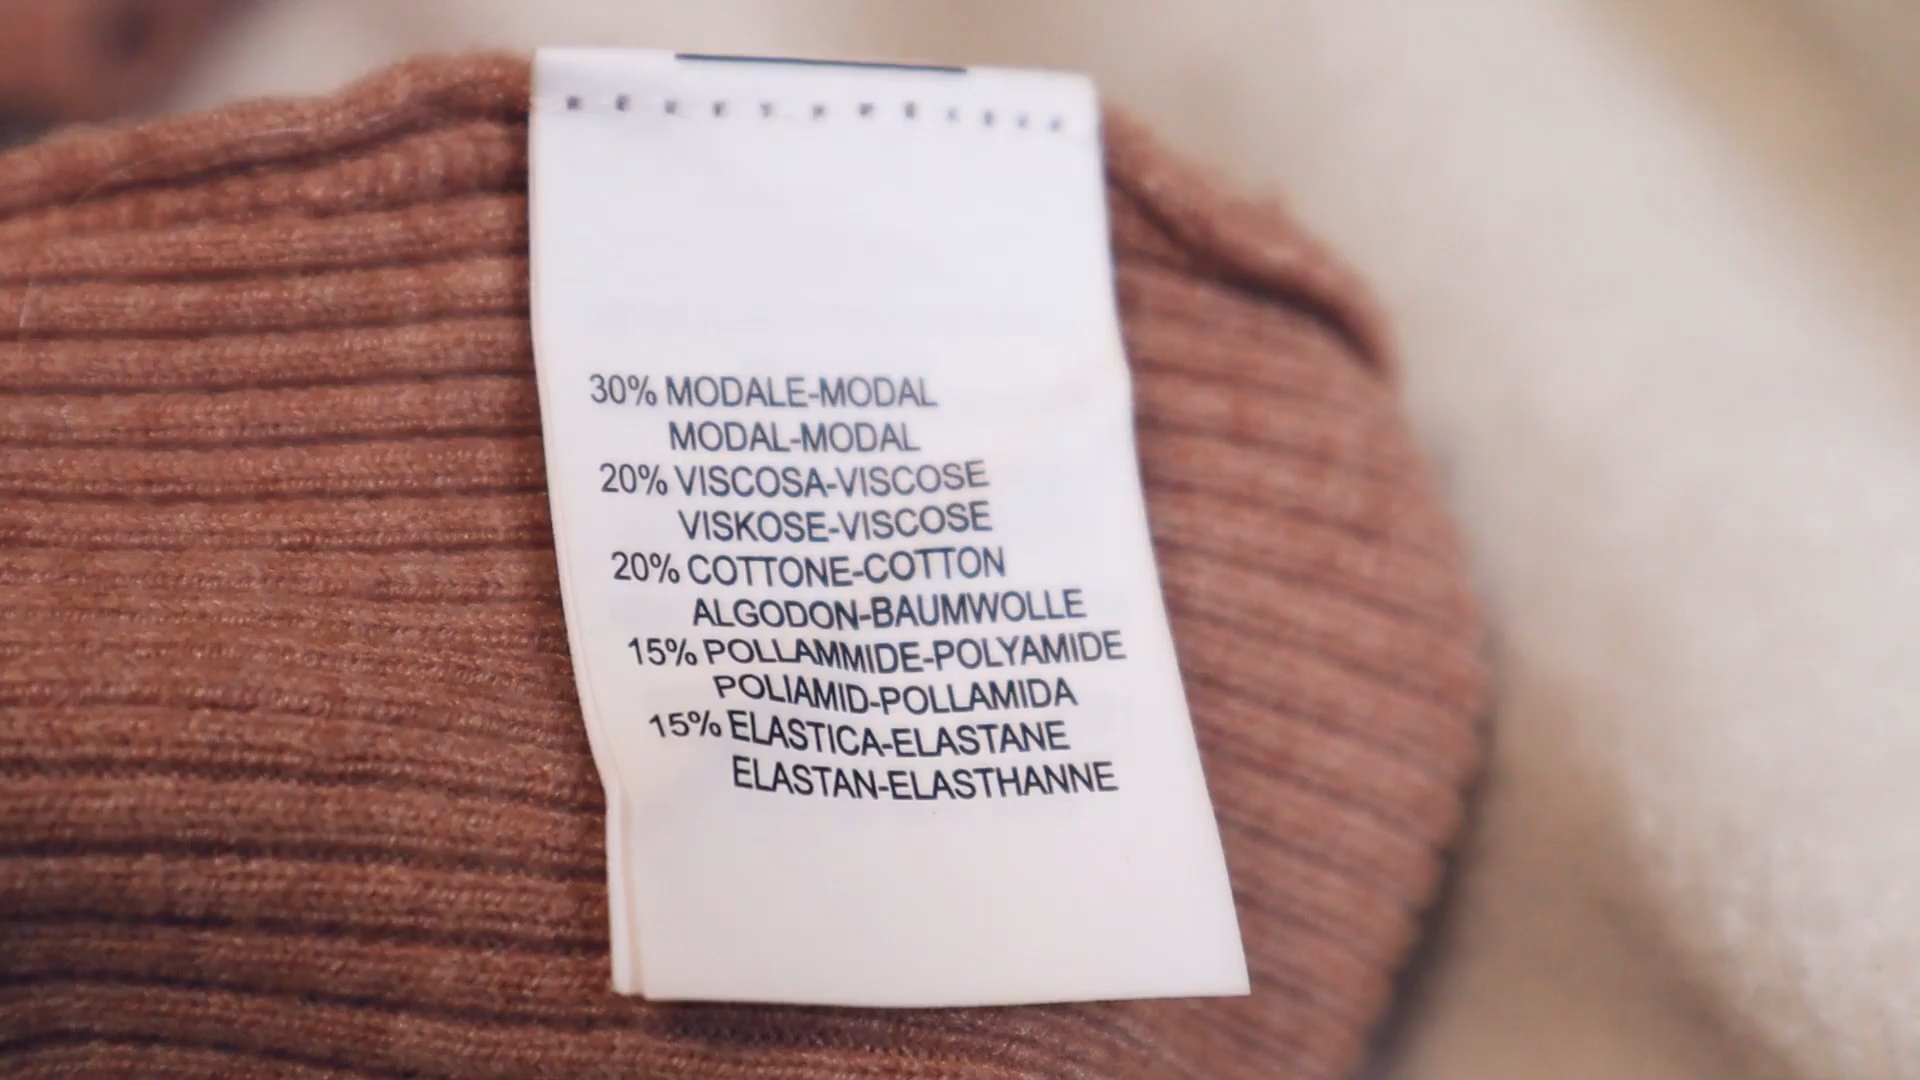 30% MODALE-MODAL
MODAL-MODAL
20% VISCOSA-VISCOSE
VISKOSE-VISCOSE
20% COTTONE-COTTON
ALGODON-BAUMWOLLE
15% POLLAMMIDE-POLYAMIDE
POLIAMID-POLLAMIDA
15% ELASTICA-ELASTANE
ELASTAN-ELASTHANNE